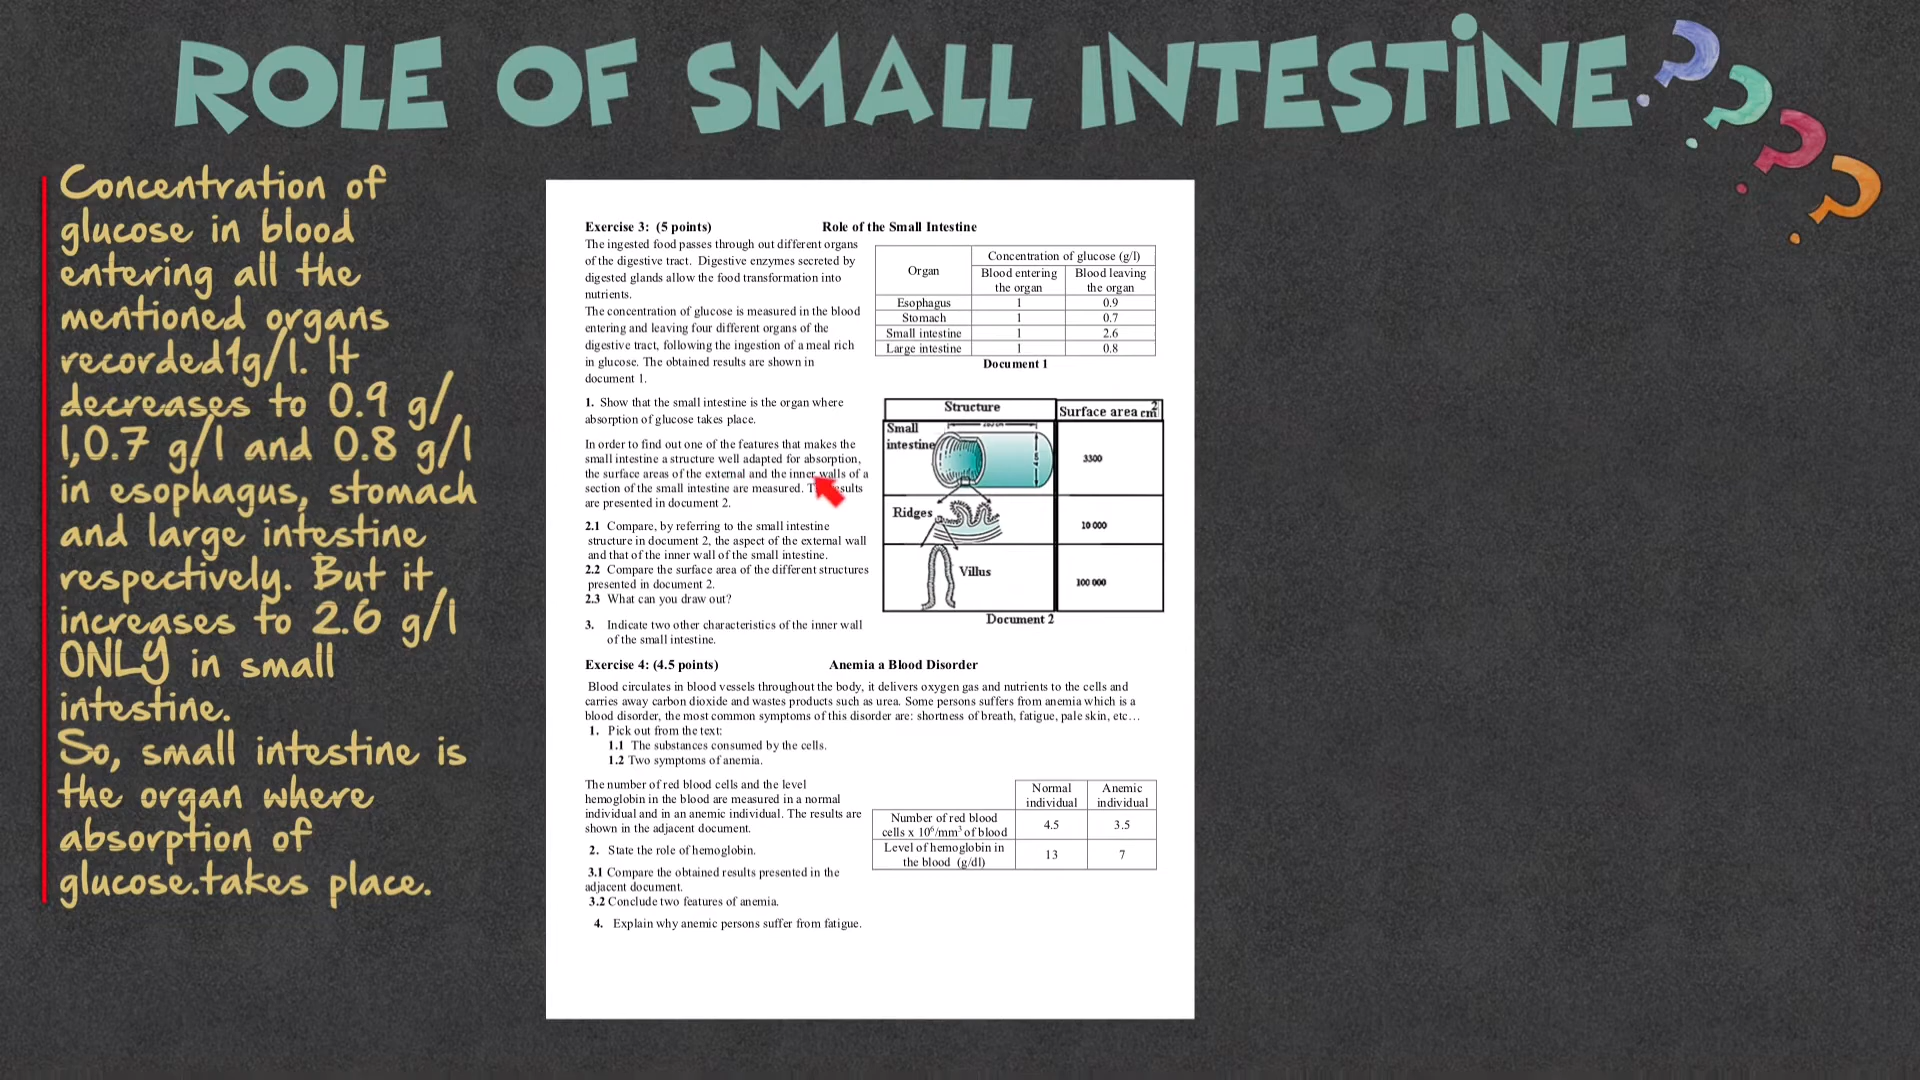 ROLE OF SMALL INTESTINE
Concentration of
glucose in blood
entering all the
mentioned organs
recorded1g/l. It
decreases to 0.9 g/
l,0.7 g/l and 0.8 g/l
in esophagus, stomach
and large intestine
respectively. But it
increases to 2.6 g/l
ONLY in small
intestine.
So, small intestine is
the organ where
absorption of
glucose.takes place.
Exercise 3: (5 points) Role of the Small Intestine
The ingested food passes through out different organs
of the digestive tract. Digestive enzymes secreted by
digested glands allow the food transformation into
nutrients.
The concentration of glucose is measured in the blood
entering and leaving four different organs of the
digestive tract, following the ingestion of a meal rich
in glucose. The obtained results are shown in
document 1.
Organ
Concentration of glucose (g/l)
Blood entering the organ
Blood leaving the organ
Esophagus 1 0.9
Stomach 1 0.7
Small intestine 1 2.6
Large intestine 1 0.8
Document 1
1. Show that the small intestine is the organ where
absorption of glucose takes place.
In order to find out one of the features that makes the
small intestine a structure well adapted for absorption,
the surface areas of the external and the inner walls of a
section of the small intestine are measured. sults
are presented in document 2.
2.1 Compare, by referring to the small intestine
structure in document 2, the aspect of the external wall
and that of the inner wall of the small intestine.
2.2 Compare the surface area of the different structures
presented in document 2.
2.3 What can you draw out?
3. Indicate two other characteristics of the inner wall
of the small intestine.
Structure Surface area cm2
Small
intestine
3300
Ridges
10 000
Villus
100 000
Document 2
Exercise 4: (4.5 points) Anemia a Blood Disorder
Blood circulates in blood vessels throughout the body, it delivers oxygen gas and nutrients to the cells and
carries away carbon dioxide and wastes products such as urea. Some persons suffers from anemia which is a
blood disorder, the most common symptoms of this disorder are: shortness of breath, fatigue, pale skin, etc…
1. Pick out from the text:
1.1 The substances consumed by the cells.
1.2 Two symptoms of anemia.
The number of red blood cells and the level
hemoglobin in the blood are measured in a normal
individual and in an anemic individual. The results are
shown in the adjacent document.
2. State the role of hemoglobin.
3.1 Compare the obtained results presented in the
adjacent document.
3.2 Conclude two features of anemia.
4. Explain why anemic persons suffer from fatigue.
Normal individual
Anemic individual
Number of red blood
cells x 10⁶/mm³ of blood 4.5 3.5
Level of hemoglobin in
the blood (g/dl) 13 7